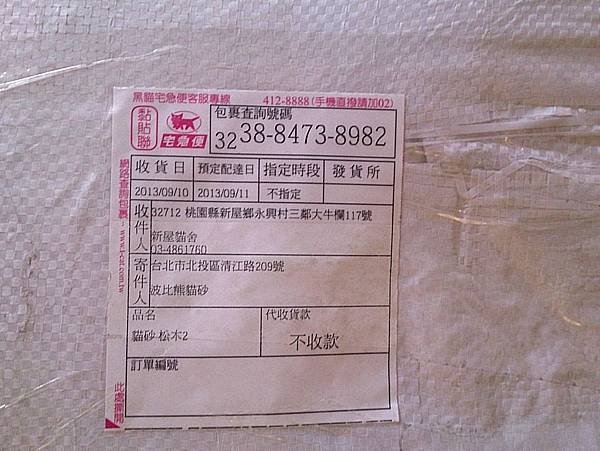 黑貓宅急便客服專線 412-8888(手機直撥請加02)
黏貼聯
宅急便
包裹查詢號碼
3238-8473-8982
收貨日 預定配達日 指定時段 發貨所
2013/09/10 2013/09/11 不指定
收件人
32712 桃園縣新屋鄉永興村三鄰大牛欄117號
新屋貓舍
03-4861760
寄件人
台北市北投區清江路209號
波比熊貓砂
品名 代收貨款
貓砂-松木2 不收款
訂單編號
網路查詢包裹:www.t-cat.com.tw
此處撕開